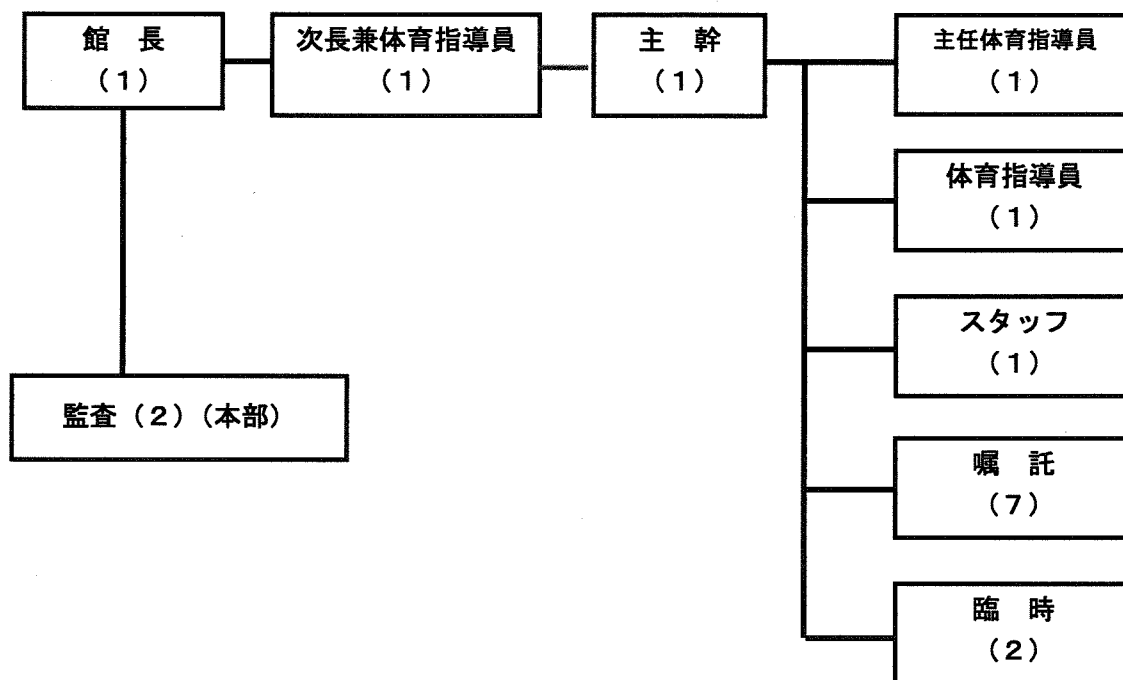 館　長
（１）
次長兼体育指導員
（１）
主　幹
（１）
主任体育指導員
（１）
体育指導員
（１）
スタッフ
（１）
監査（２）（本部）
嘱　託
（７）
臨　時
（２）